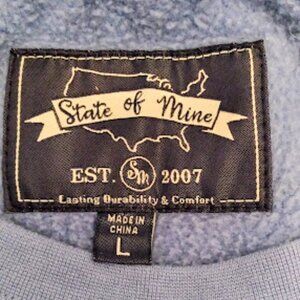 State of Mine
EST. SM 2007
Lasting Durability & Comfort
MADE IN
CHINA
L